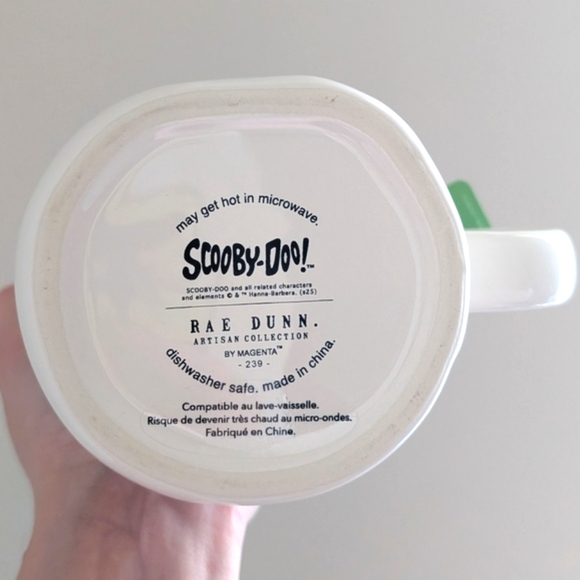 may get hot in microwave.
SCOOBY-DOO!™
SCOOBY-DOO and all related characters
and elements © & ™ Hanna-Barbera. (s25)
RAE DUNN.
ARTISAN COLLECTION
BY MAGENTA™
- 239 -
dishwasher safe. made in china.
Compatible au lave-vaisselle.
Risque de devenir très chaud au micro-ondes.
Fabriqué en Chine.